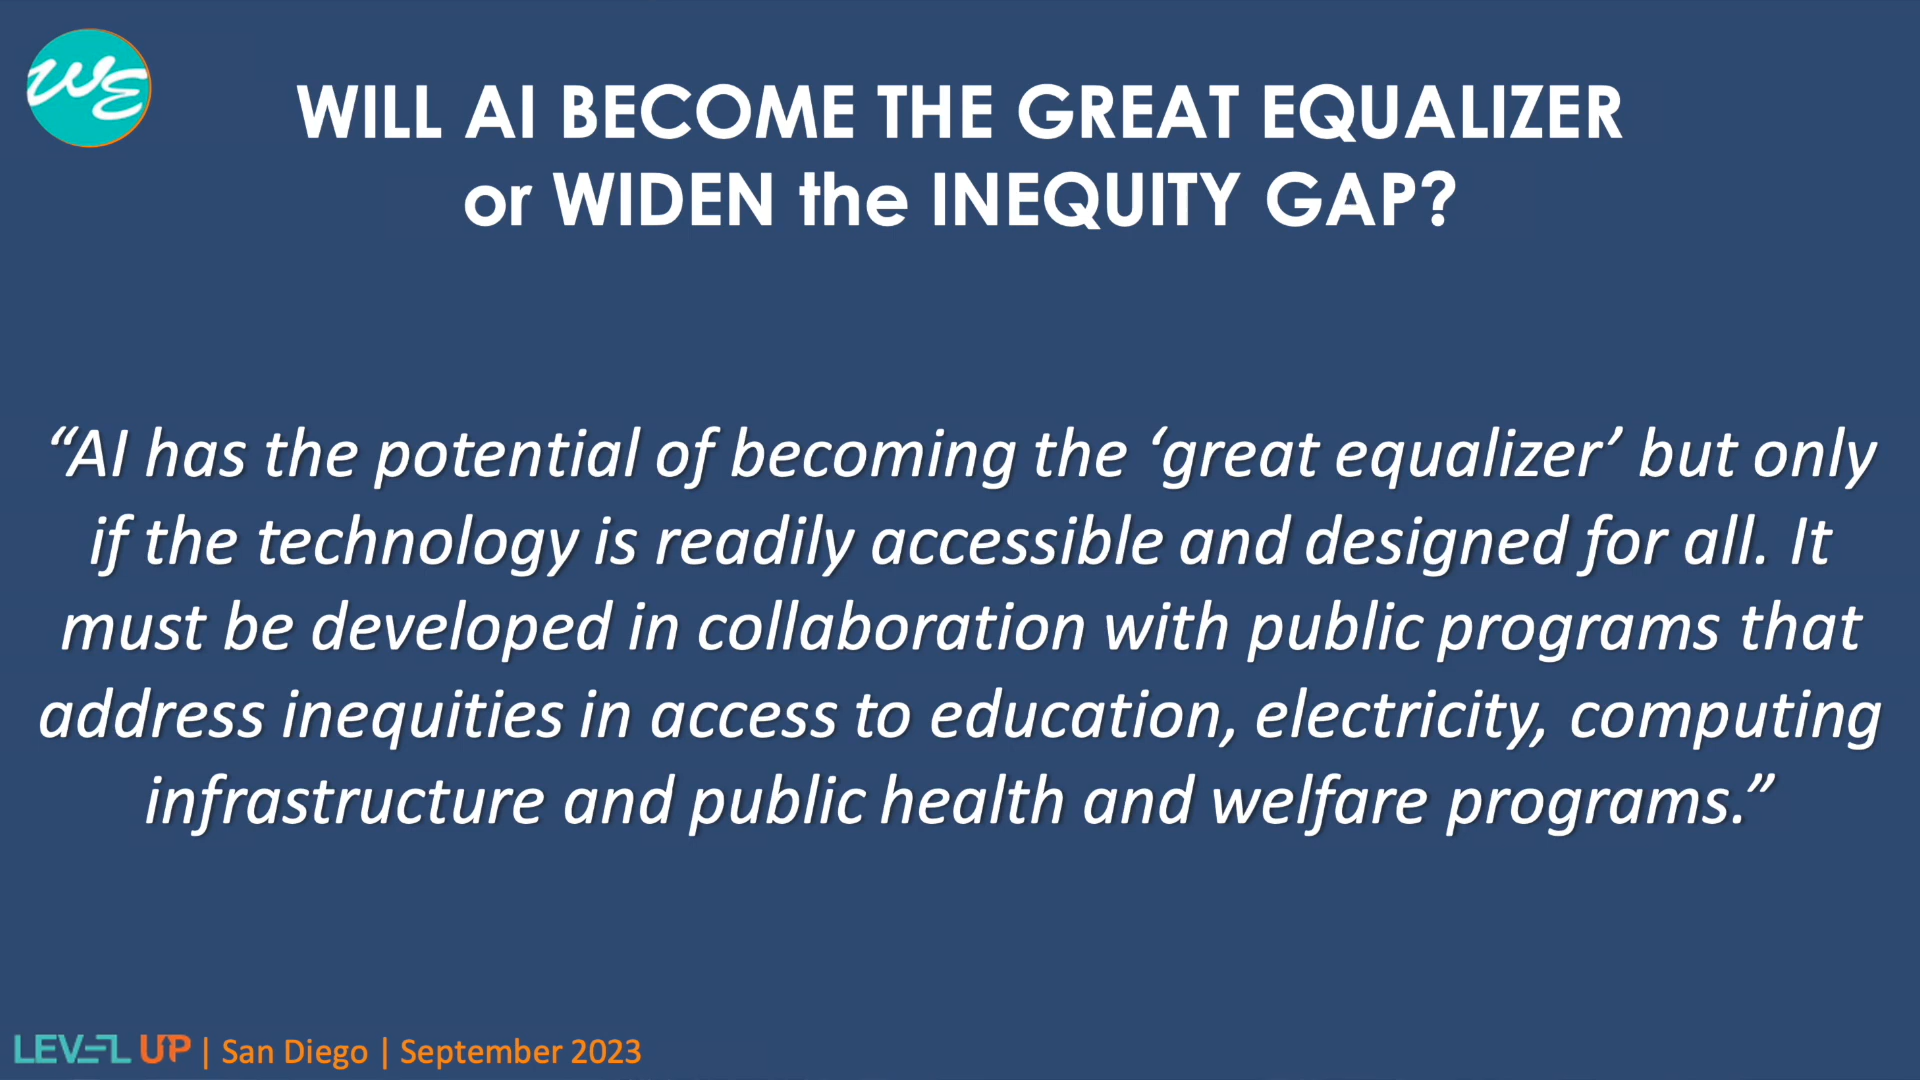 WE
WILL AI BECOME THE GREAT EQUALIZER
or WIDEN the INEQUITY GAP?
“AI has the potential of becoming the ‘great equalizer’ but only
if the technology is readily accessible and designed for all. It
must be developed in collaboration with public programs that
address inequities in access to education, electricity, computing
infrastructure and public health and welfare programs.”
LEVEL UP | San Diego | September 2023